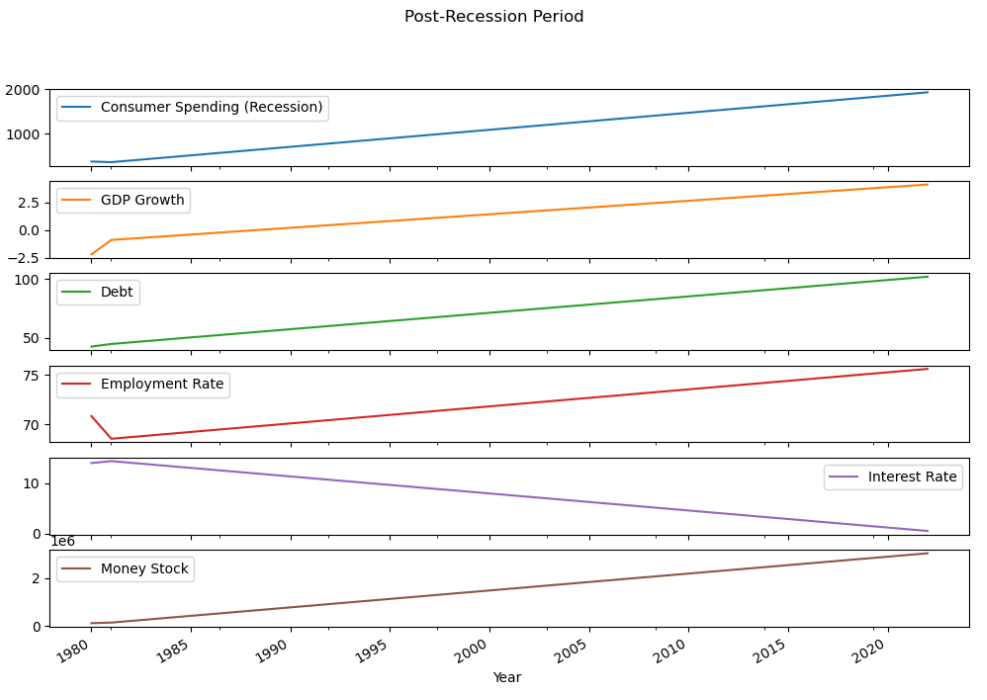 Post-Recession Period
2000
1000
Consumer Spending (Recession)
2.5
0.0
−2.5
GDP Growth
100
50
Debt
75
70
Employment Rate
10
0
Interest Rate
1e6
2
0
Money Stock
1980 1985 1990 1995 2000 2005 2010 2015 2020
Year